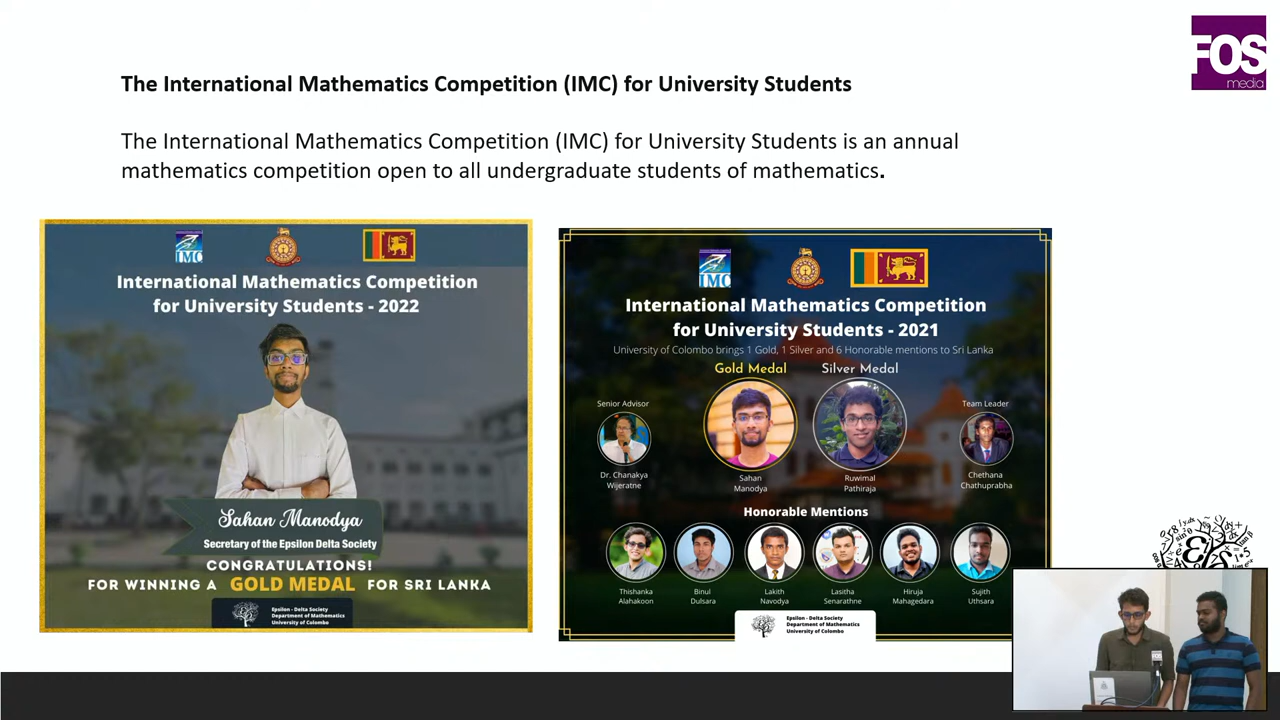 FOS
media
The International Mathematics Competition (IMC) for University Students
The International Mathematics Competition (IMC) for University Students is an annual
mathematics competition open to all undergraduate students of mathematics.
IMC
International Mathematics Competition
for University Students - 2022
Sahan Manodya
Secretary of the Epsilon Delta Society
CONGRATULATIONS!
FOR WINNING A GOLD MEDAL FOR SRI LANKA
Epsilon - Delta Society
Department of Mathematics
University of Colombo
IMC
International Mathematics Competition
for University Students - 2021
University of Colombo brings 1 Gold, 1 Silver and 6 Honorable mentions to Sri Lanka
Gold Medal
Silver Medal
Senior Advisor
Team Leader
Dr. Chanakya
Wijeratne
Sahan
Manodya
Ruwimal
Pathiraja
Chethana
Chathuprabha
Honorable Mentions
Thishanka
Alahakoon
Binul
Dulsara
Lakith
Navodya
Lasitha
Senarathne
Hiruja
Mahagedara
Sujith
Uthsara
Epsilon - Delta Society
Department of Mathematics
University of Colombo
FOS